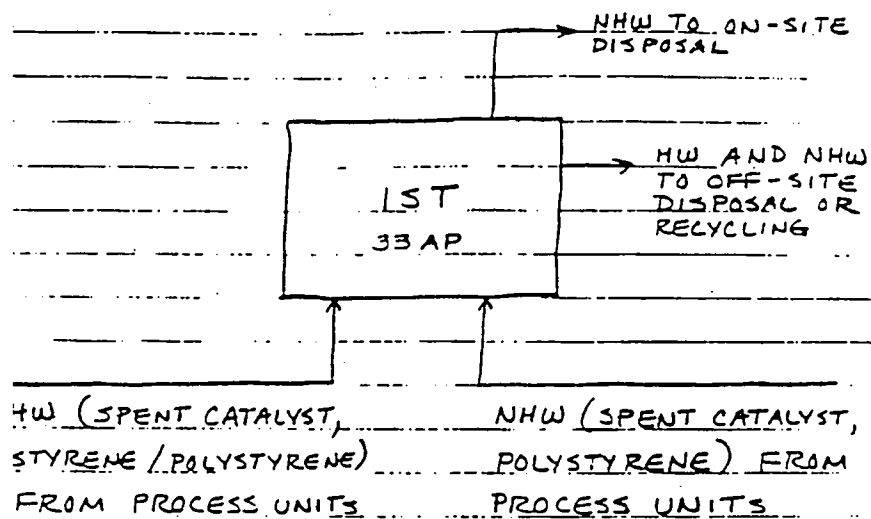 NHW TO ON-SITE
DISPOSAL
HW AND NHW
TO OFF-SITE
DISPOSAL OR
RECYCLING
IST
33 AP
HW (SPENT CATALYST,
STYRENE/POLYSTYRENE)
FROM PROCESS UNITS
NHW (SPENT CATALYST,
POLYSTYRENE) FROM
PROCESS UNITS